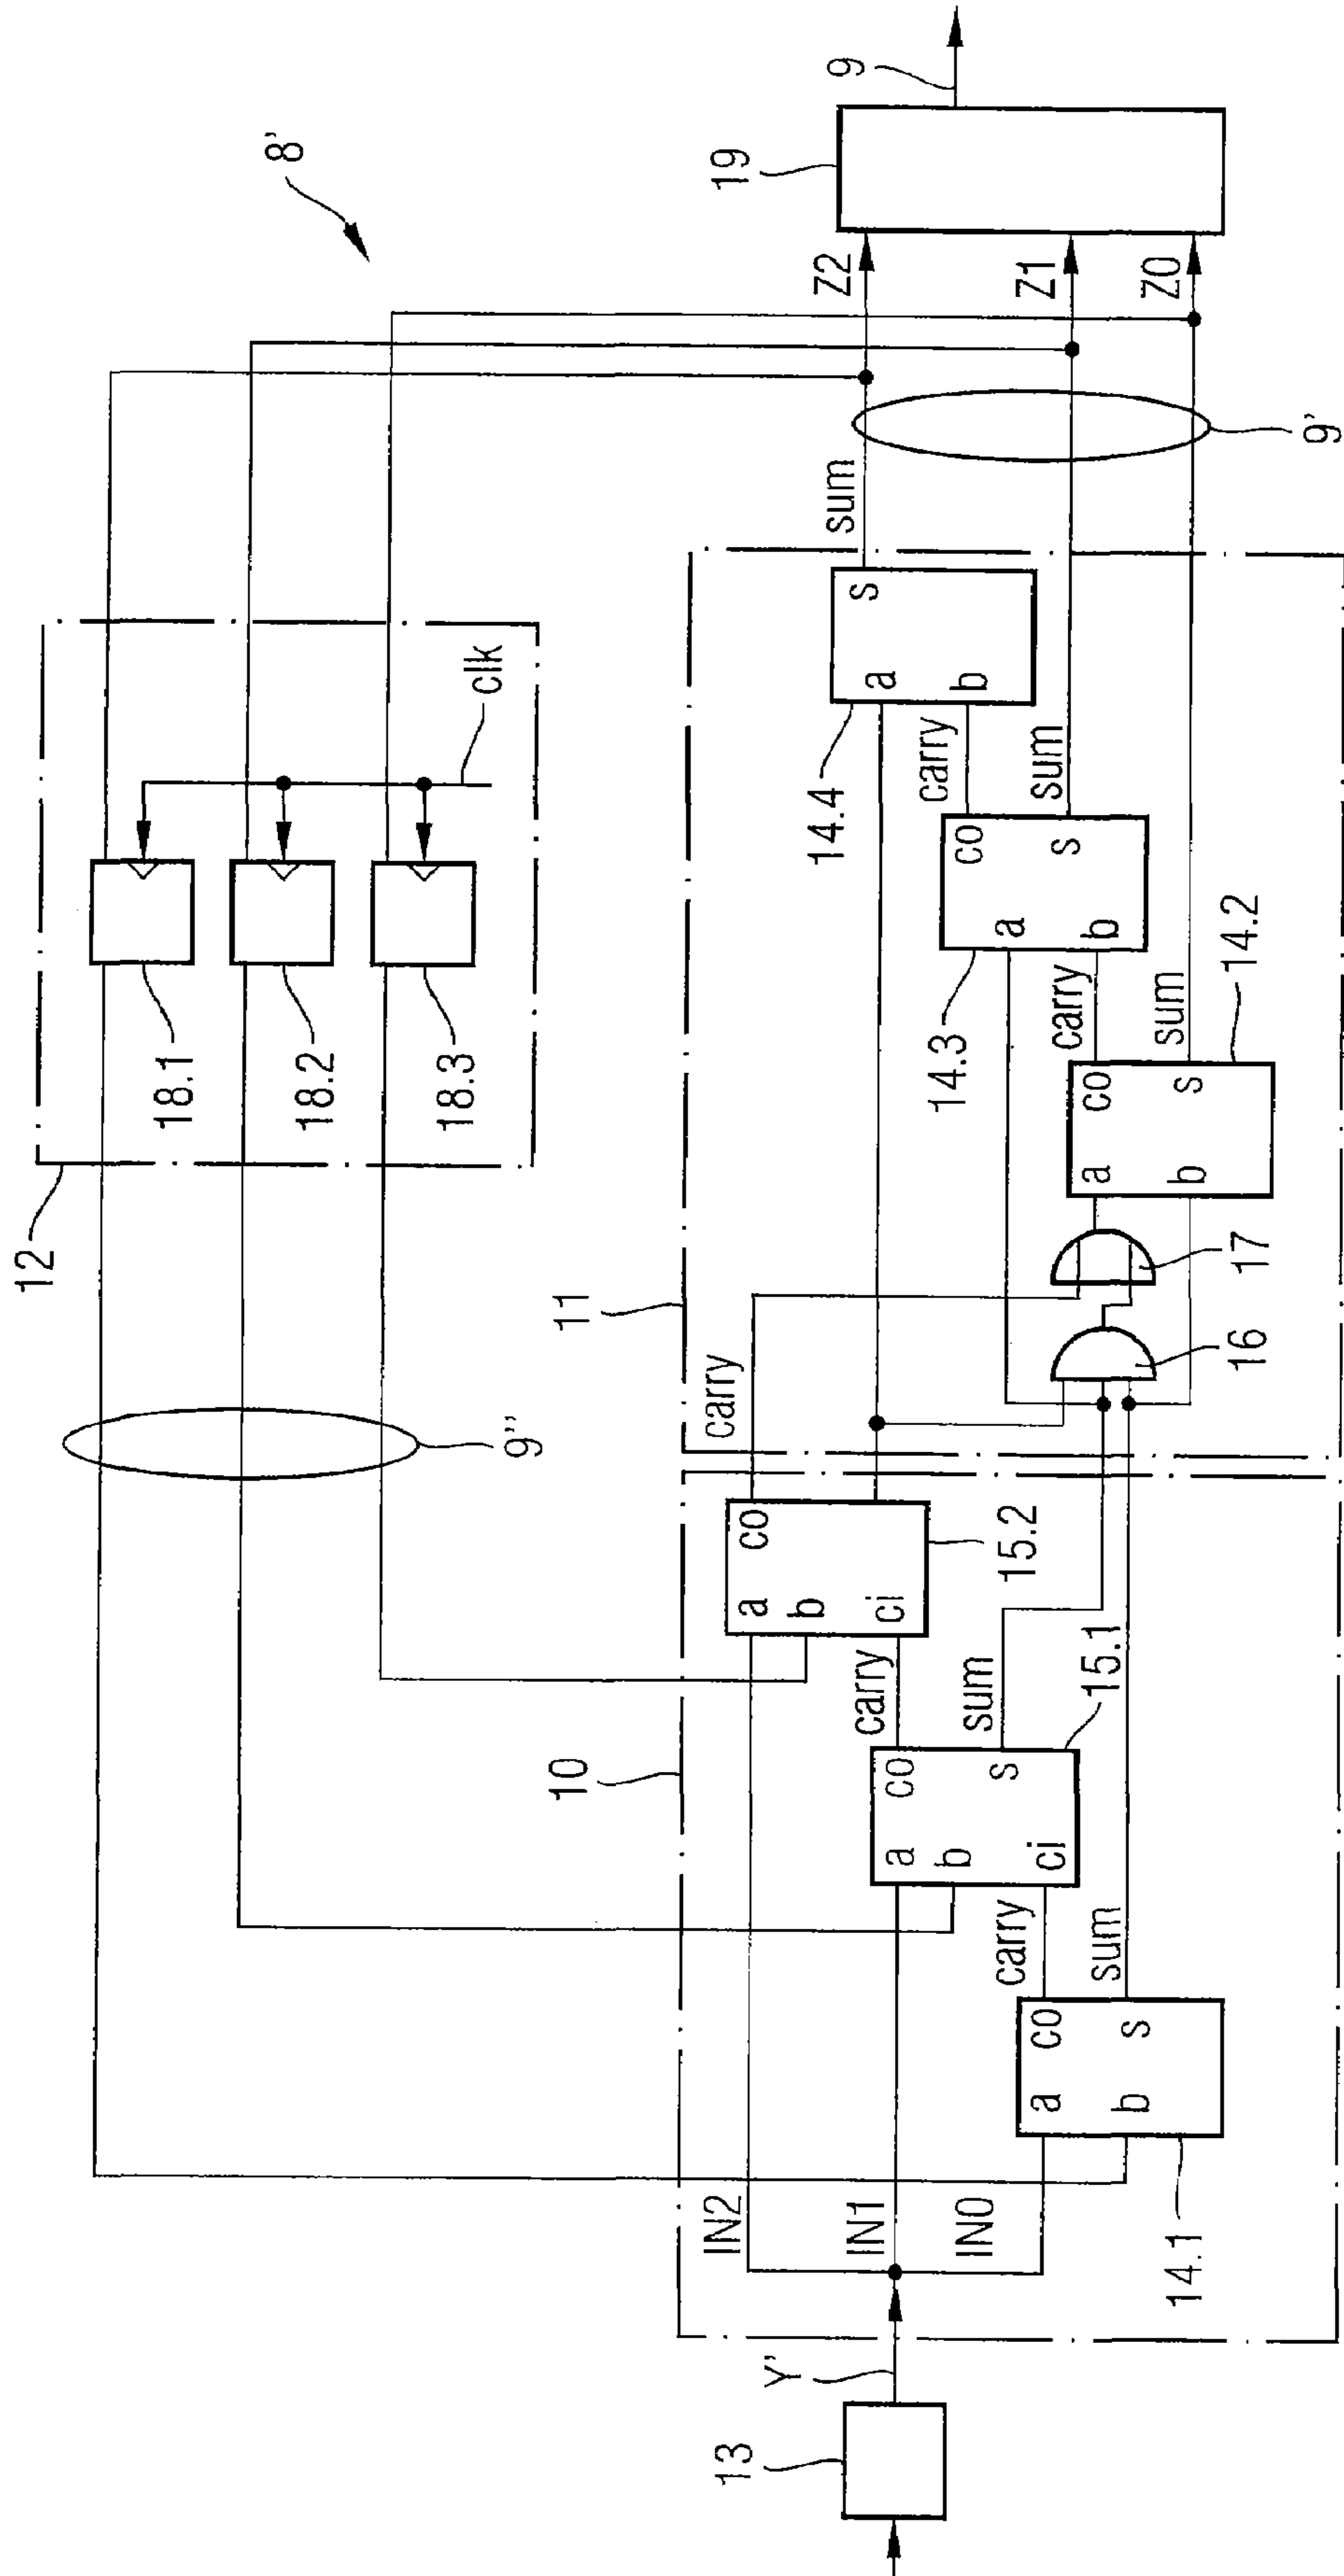 8'
12
18.1
18.2
18.3
clk
9''
10
11
13
Y'
IN2
IN1
IN0
a
b
co
s
14.1
carry
sum
a
b
ci
co
s
15.1
carry
sum
a
b
ci
co
15.2
carry
16
17
a
b
co
s
14.2
carry
sum
a
b
co
s
14.3
carry
sum
a
b
s
14.4
sum
9'
Z2
Z1
Z0
19
9